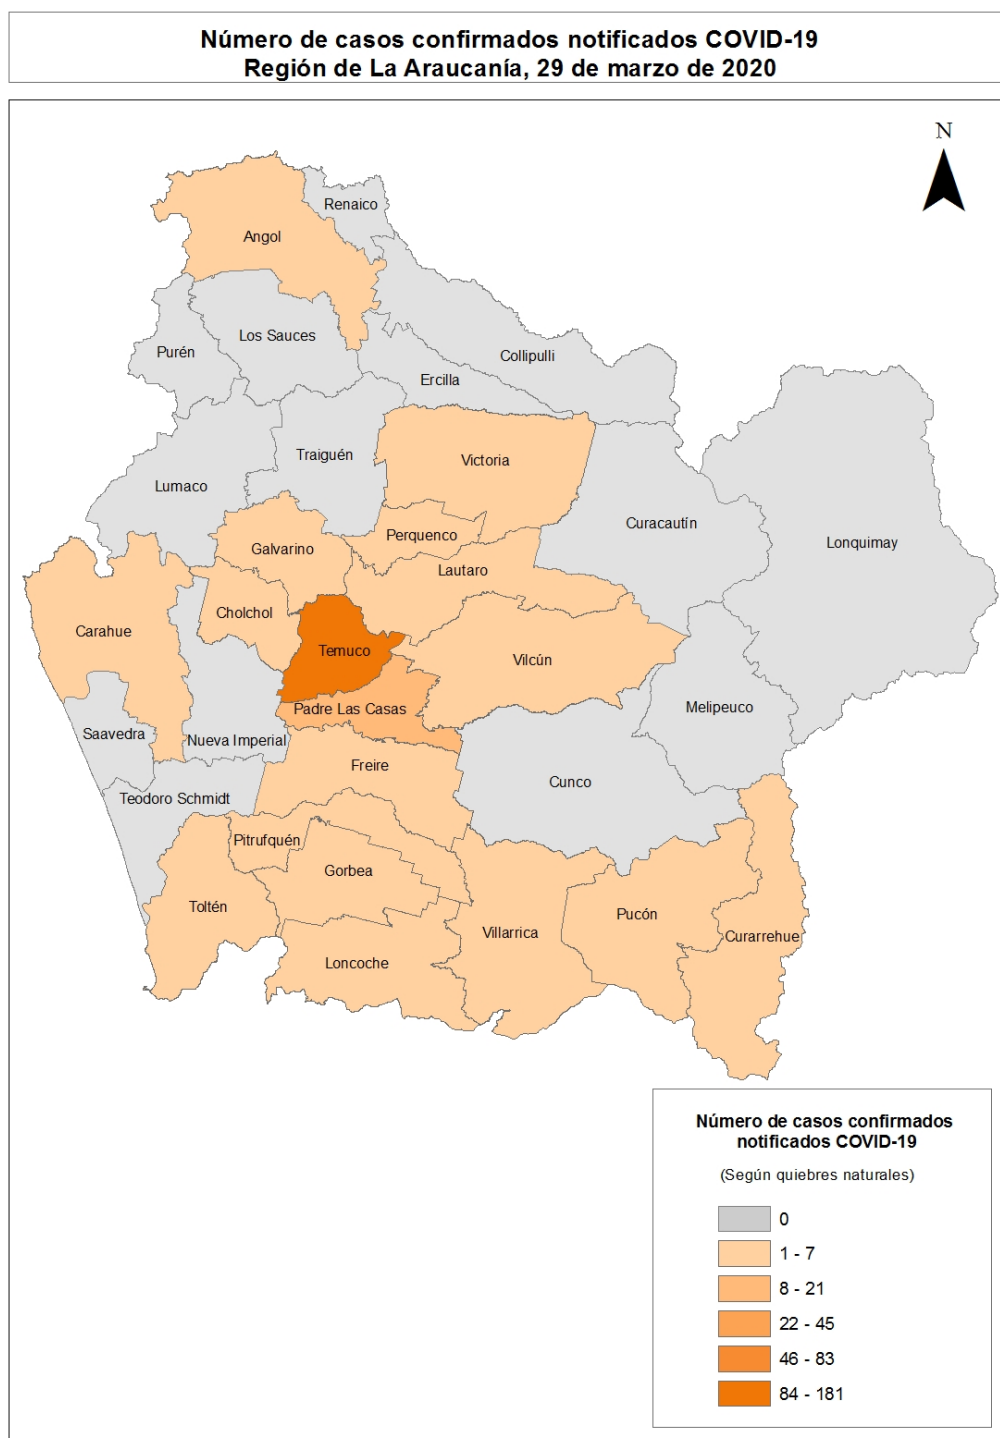 Número de casos confirmados notificados COVID-19
Región de La Araucanía, 29 de marzo de 2020
N
Renaico
Angol
Los Sauces
Purén
Collipulli
Ercilla
Traiguén
Victoria
Lumaco
Curacautín
Perquenco
Lonquimay
Galvarino
Lautaro
Cholchol
Carahue
Temuco
Vilcún
Padre Las Casas
Melipeuco
Saavedra
Nueva Imperial
Freire
Cunco
Teodoro Schmidt
Pitrufquén
Gorbea
Toltén
Pucón
Villarrica
Curarrehue
Loncoche
Número de casos confirmados
notificados COVID-19
(Según quiebres naturales)
0
1 - 7
8 - 21
22 - 45
46 - 83
84 - 181